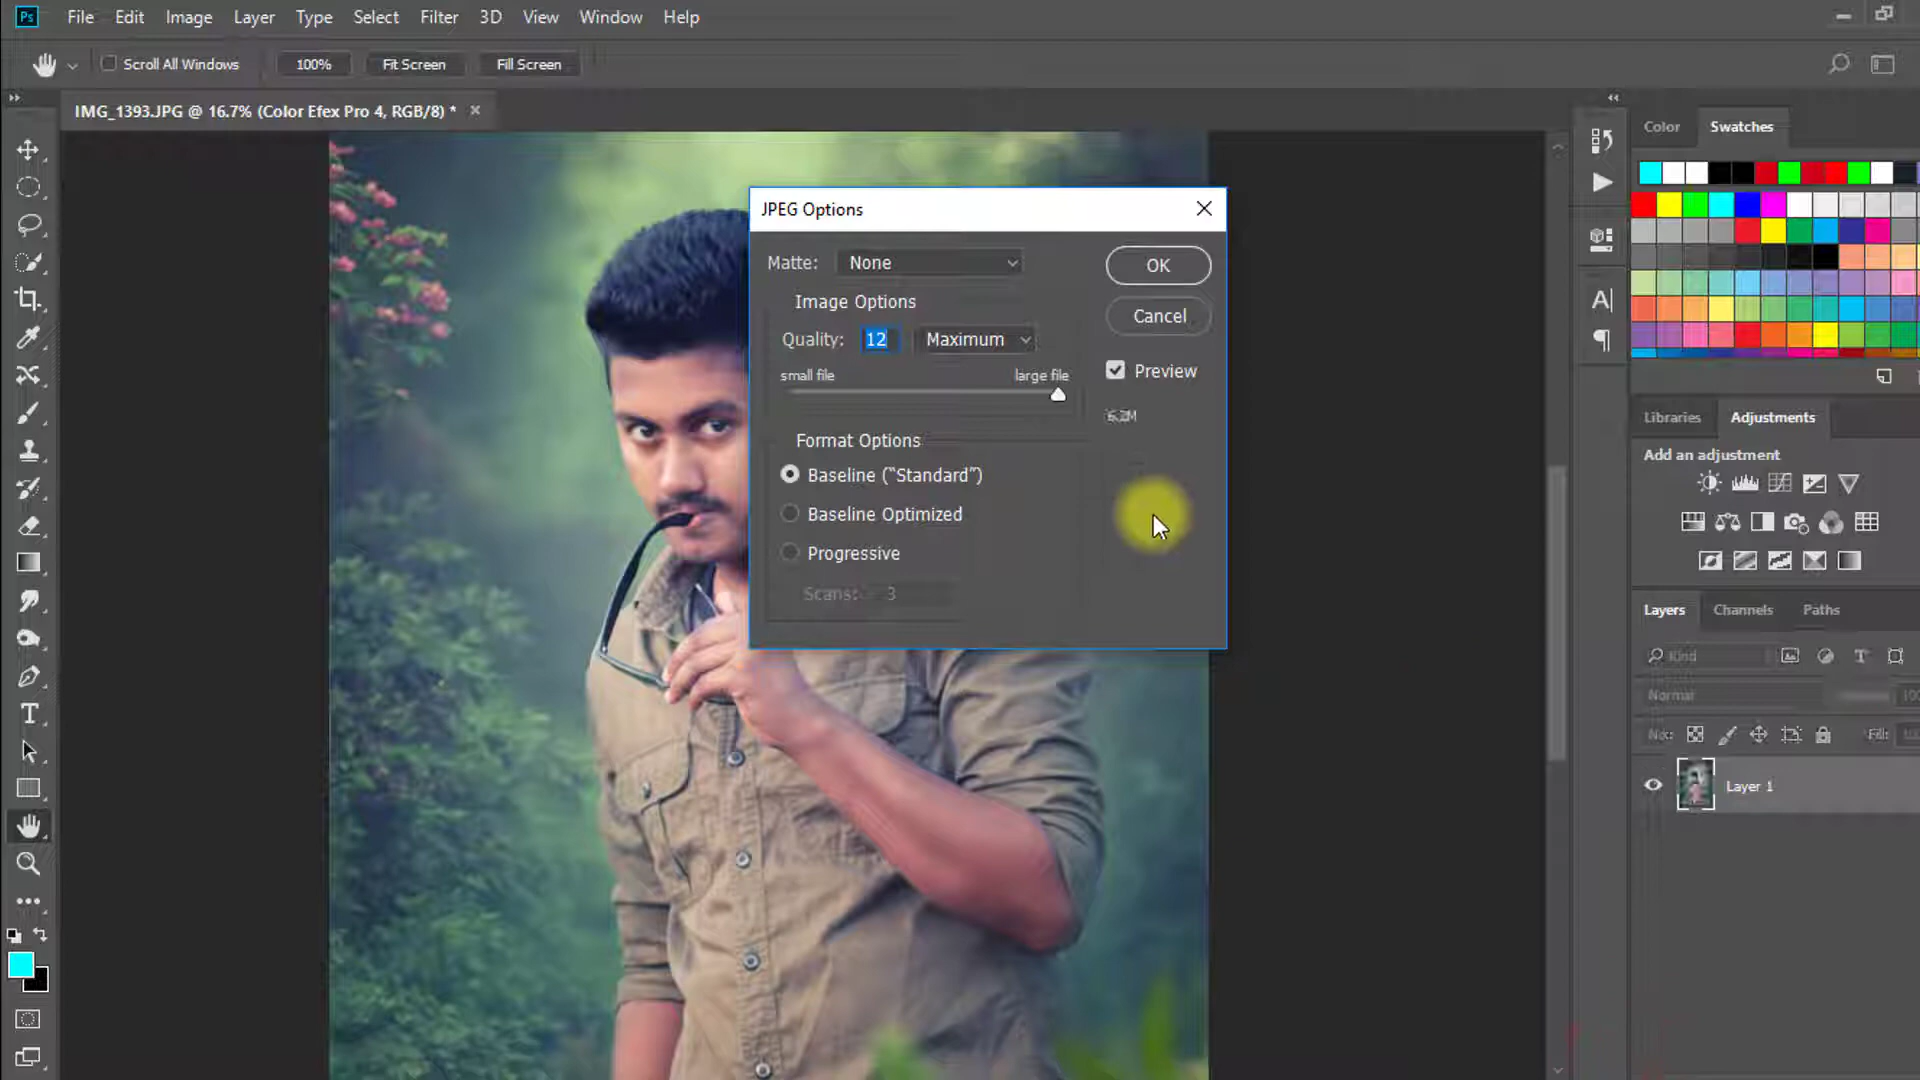 Ps File Edit Image Layer Type Select Filter 3D View Window Help
Scroll All Windows 100% Fit Screen Fill Screen
IMG_1393.JPG @ 16.7% (Color Efex Pro 4, RGB/8) *
Color Swatches
JPEG Options
Matte: None
OK
Image Options
Cancel
Quality: 12 Maximum
small file large file
Preview
Format Options
Baseline (“Standard”)
Baseline Optimized
Progressive
Scans: 3
Libraries Adjustments
Add an adjustment
Layers Channels Paths
Kind
Normal
Fill:
Layer 1